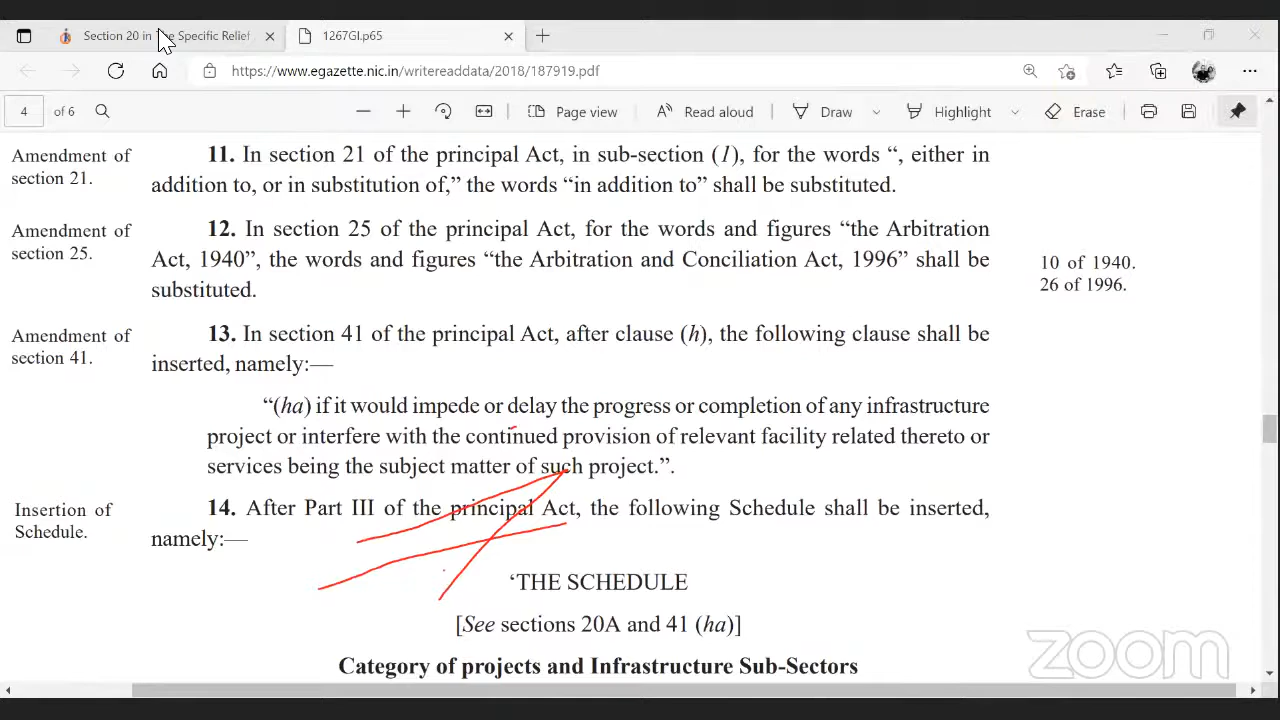 Section 20 in The Specific Relief
1267GI.p65
https://www.egazette.nic.in/writereaddata/2018/187919.pdf
4 of 6
Page view
Read aloud
Draw
Highlight
Erase
Amendment of section 21.
11. In section 21 of the principal Act, in sub-section (1), for the words “, either in
addition to, or in substitution of,” the words “in addition to” shall be substituted.
Amendment of section 25.
12. In section 25 of the principal Act, for the words and figures “the Arbitration
Act, 1940”, the words and figures “the Arbitration and Conciliation Act, 1996” shall be
substituted.
10 of 1940.
26 of 1996.
Amendment of section 41.
13. In section 41 of the principal Act, after clause (h), the following clause shall be
inserted, namely:—
“(ha) if it would impede or delay the progress or completion of any infrastructure
project or interfere with the continued provision of relevant facility related thereto or
services being the subject matter of such project.”.
Insertion of Schedule.
14. After Part III of the principal Act, the following Schedule shall be inserted,
namely:—
‘THE SCHEDULE
[See sections 20A and 41 (ha)]
Category of projects and Infrastructure Sub-Sectors
zoom